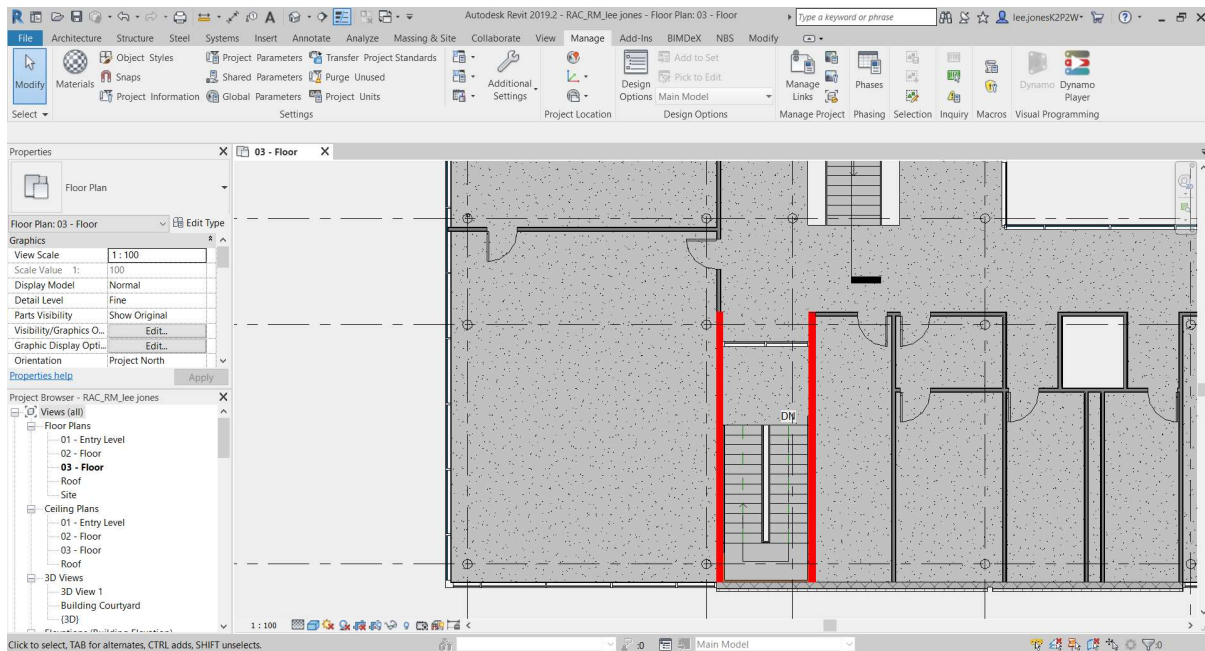 Autodesk Revit 2019.2 - RAC_RM_lee jones - Floor Plan: 03 - Floor
Type a keyword or phrase
lee.jonesK2P2W
File Architecture Structure Steel Systems Insert Annotate Analyze Massing & Site Collaborate View Manage Add-Ins BIMDeX NBS Modify
Modify
Materials
Object Styles
Snaps
Project Information
Project Parameters
Shared Parameters
Global Parameters
Transfer Project Standards
Purge Unused
Project Units
Additional
Settings
Design
Options
Add to Set
Pick to Edit
Main Model
Manage
Links
Phases
Dynamo
Dynamo
Player
Select Settings Project Location Design Options Manage Project Phasing Selection Inquiry Macros Visual Programming
Properties X
03 - Floor X
Floor Plan
Floor Plan: 03 - Floor Edit Type
Graphics
View Scale 1 : 100
Scale Value 1: 100
Display Model Normal
Detail Level Fine
Parts Visibility Show Original
Visibility/Graphics O... Edit...
Graphic Display Opti... Edit...
Orientation Project North
Properties help Apply
Project Browser - RAC_RM_lee jones X
Views (all)
Floor Plans
01 - Entry Level
02 - Floor
03 - Floor
Roof
Site
Ceiling Plans
01 - Entry Level
02 - Floor
03 - Floor
Roof
3D Views
3D View 1
Building Courtyard
{3D}
DN
1 : 100
Click to select, TAB for alternates, CTRL adds, SHIFT unselects.
:0
Main Model
:0